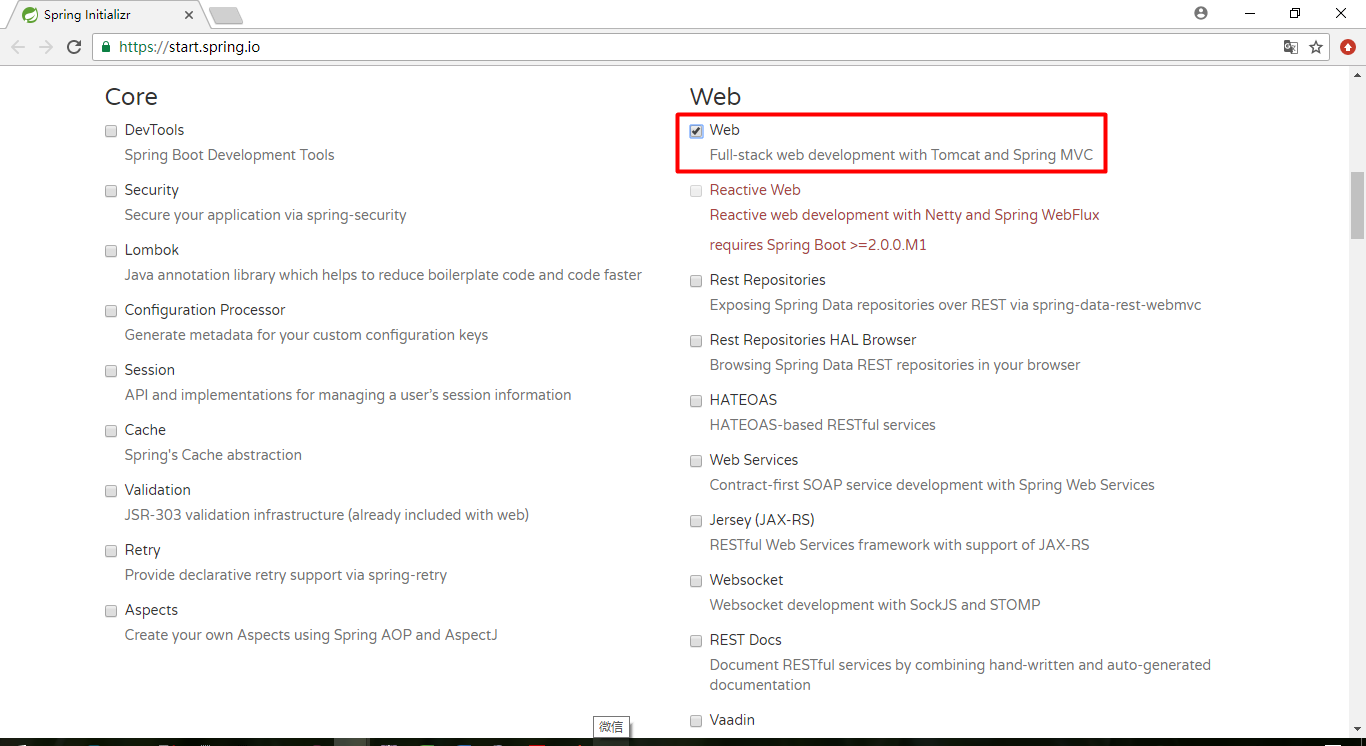 Spring Initializr
https://start.spring.io
Core
DevTools
Spring Boot Development Tools
Security
Secure your application via spring-security
Lombok
Java annotation library which helps to reduce boilerplate code and code faster
Configuration Processor
Generate metadata for your custom configuration keys
Session
API and implementations for managing a user's session information
Cache
Spring's Cache abstraction
Validation
JSR-303 validation infrastructure (already included with web)
Retry
Provide declarative retry support via spring-retry
Aspects
Create your own Aspects using Spring AOP and AspectJ
Web
Web
Full-stack web development with Tomcat and Spring MVC
Reactive Web
Reactive web development with Netty and Spring WebFlux
requires Spring Boot >=2.0.0.M1
Rest Repositories
Exposing Spring Data repositories over REST via spring-data-rest-webmvc
Rest Repositories HAL Browser
Browsing Spring Data REST repositories in your browser
HATEOAS
HATEOAS-based RESTful services
Web Services
Contract-first SOAP service development with Spring Web Services
Jersey (JAX-RS)
RESTful Web Services framework with support of JAX-RS
Websocket
Websocket development with SockJS and STOMP
REST Docs
Document RESTful services by combining hand-written and auto-generated
documentation
Vaadin
微信